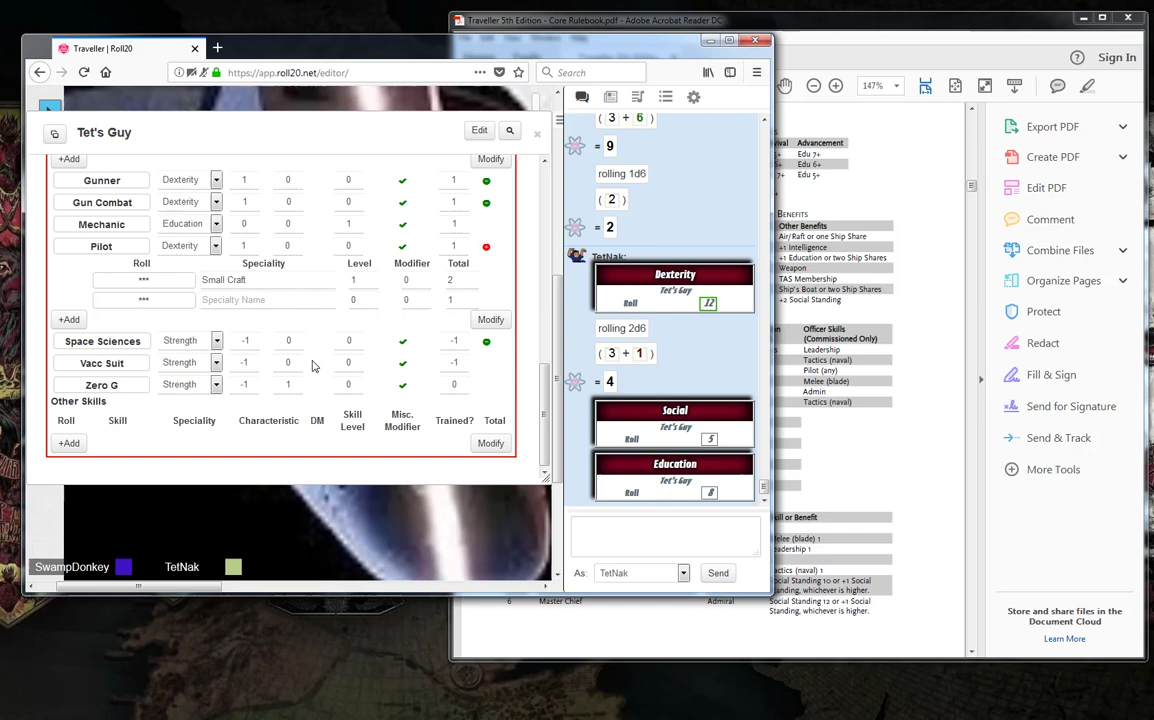 Traveller 5th Edition - Core Rulebook.pdf - Adobe Acrobat Reader DC
Traveller | Roll20
Sign In
https://app.roll20.net/editor/
Search
147%
Tet's Guy
Edit
+Add
Modify
Gunner Dexterity 1 0 0 1
Gun Combat Dexterity 1 0 0 1
Mechanic Education 0 0 1 1
Pilot Dexterity 1 0 0 1
Roll Speciality Level Modifier Total
*** Small Craft 1 0 2
*** Specialty Name 0 0 1
+Add Modify
Space Sciences Strength -1 0 0 -1
Vacc Suit Strength -1 0 0 -1
Zero G Strength -1 1 0 0
Other Skills
Roll Skill Speciality Characteristic DM Skill Level Misc. Modifier Trained? Total
+Add Modify
SwampDonkey TetNak
( 3 + 6 )
= 9
rolling 1d6
( 2 )
= 2
TetNak:
Dexterity
Tet's Guy
Roll 12
rolling 2d6
( 3 + 1 )
= 4
Social
Tet's Guy
Roll 5
Education
Tet's Guy
Roll 8
As: TetNak Send
Advancement
Edu 7+
Edu 6+
Edu 5+
Other Benefits
Air/Raft or one Ship Share
+1 Intelligence
+1 Education or two Ship Shares
Weapon
TAS Membership
Ship's Boat or two Ship Shares
+2 Social Standing
Officer Skills
(Commissioned Only)
Leadership
Tactics (naval)
Pilot (any)
Melee (blade)
Admin
Tactics (naval)
Social Standing 10 or +1 Social
Standing, whichever is higher.
6 Master Chief Admiral Social Standing 12 or +1 Social
Standing, whichever is higher.
Export PDF
Create PDF
Edit PDF
Comment
Combine Files
Organize Pages
Redact
Protect
Fill & Sign
Send for Signature
Send & Track
More Tools
Store and share files in the
Document Cloud
Learn More